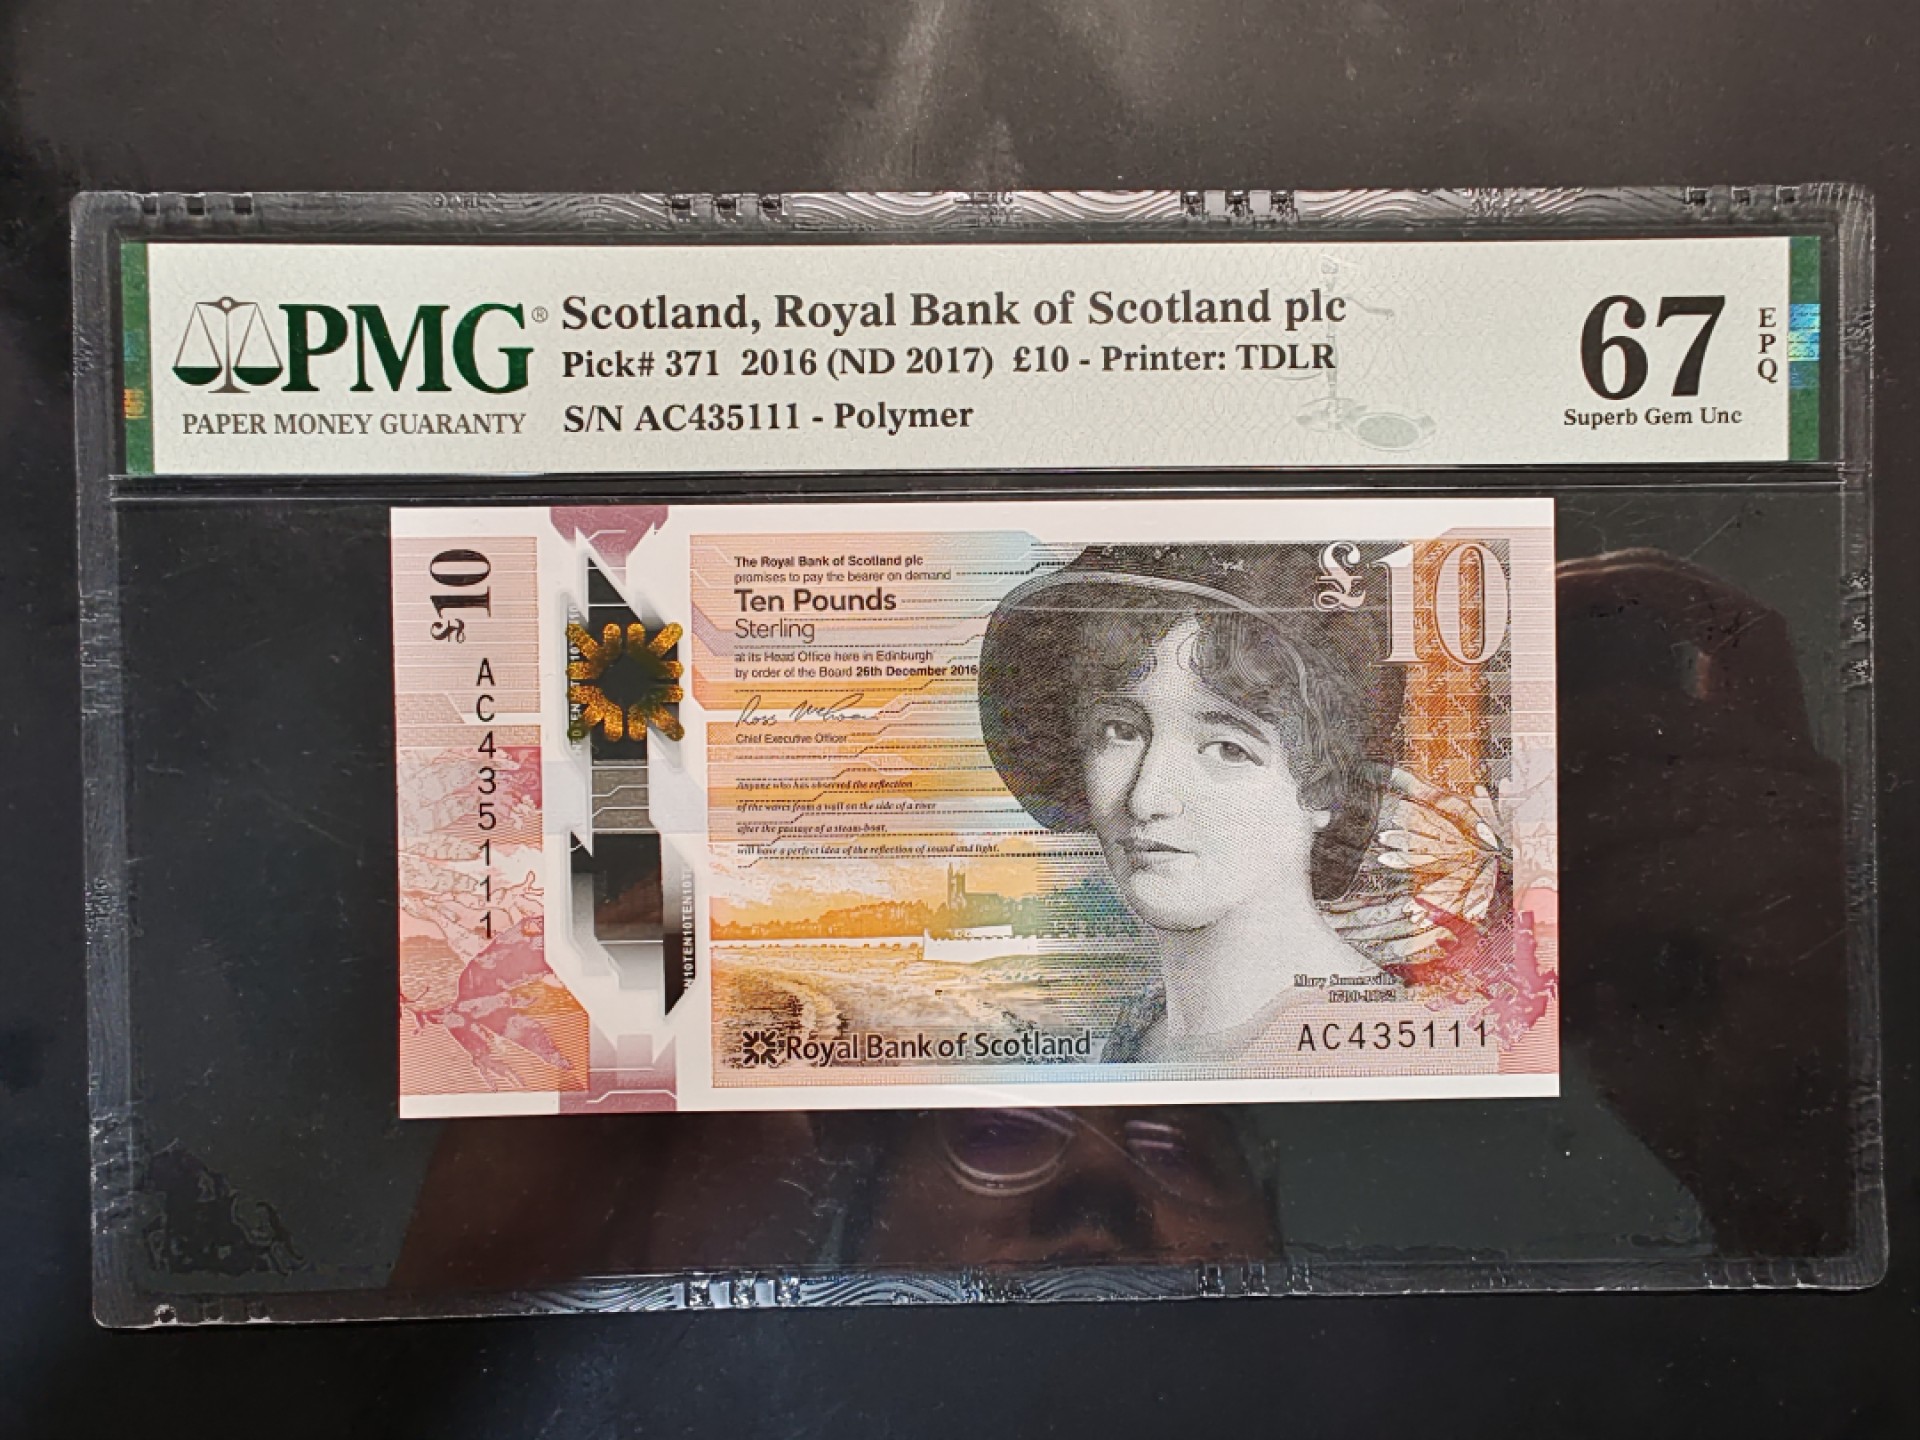 PMG®
PAPER MONEY GUARANTY
Scotland, Royal Bank of Scotland plc
Pick# 371 2016 (ND 2017) £10 - Printer: TDLR
S/N AC435111 - Polymer
67
EPQ
Superb Gem Unc
£10
AC435111
The Royal Bank of Scotland plc
promises to pay the bearer on demand
Ten Pounds
Sterling
at its Head Office here in Edinburgh
by order of the Board 26th December 2016
Ross McEwan
Chief Executive Officer
Anyone who has observed the reflection
of the waves from a wall on the side of a river
after the passage of a steam-boat,
will have a perfect idea of the reflection of sound and light.
£10
10TEN10TEN10TEN10
Mary Somerville
1780-1872
Royal Bank of Scotland
AC435111